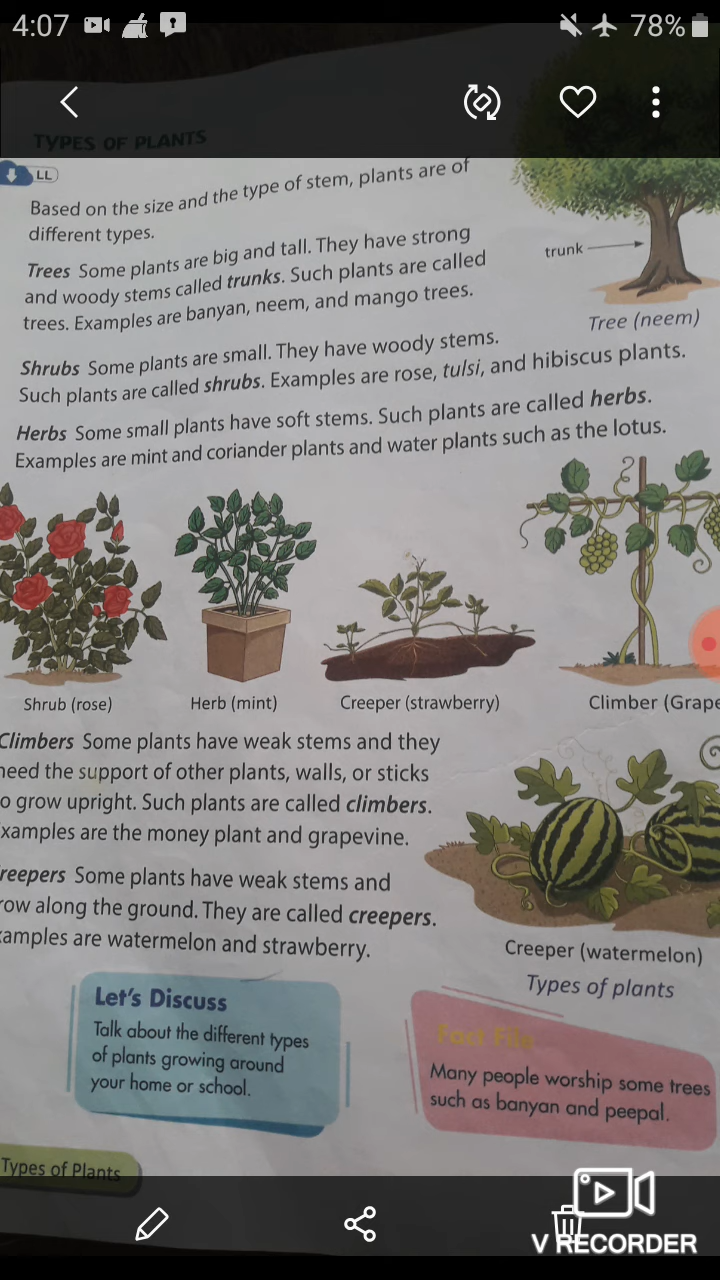 4:07
78%
TYPES OF PLANTS
LL
Based on the size and the type of stem, plants are of
different types.
Trees Some plants are big and tall. They have strong
and woody stems called trunks. Such plants are called
trees. Examples are banyan, neem, and mango trees.
trunk
Tree (neem)
Shrubs Some plants are small. They have woody stems.
Such plants are called shrubs. Examples are rose, tulsi, and hibiscus plants.
Herbs Some small plants have soft stems. Such plants are called herbs.
Examples are mint and coriander plants and water plants such as the lotus.
Shrub (rose)
Herb (mint)
Creeper (strawberry)
Climber (Grape
Climbers Some plants have weak stems and they
need the support of other plants, walls, or sticks
o grow upright. Such plants are called climbers.
xamples are the money plant and grapevine.
reepers Some plants have weak stems and
row along the ground. They are called creepers.
amples are watermelon and strawberry.
Creeper (watermelon)
Types of plants
Let's Discuss
Talk about the different types
of plants growing around
your home or school.
Fact File
Many people worship some trees
such as banyan and peepal.
Types of Plants
V RECORDER